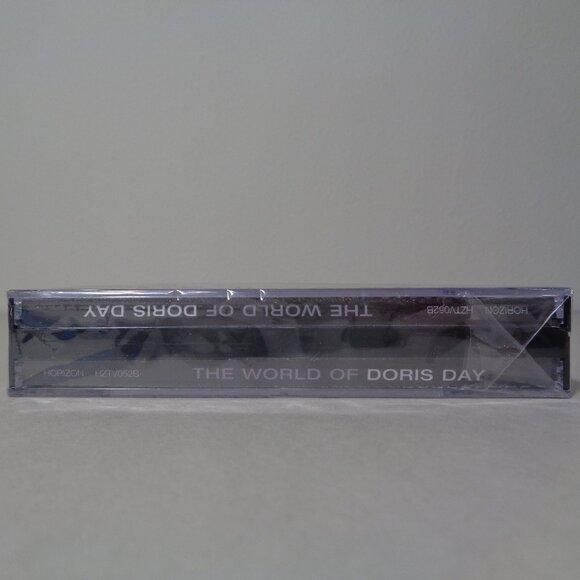 THE WORLD OF DORIS DAY HORIZON HZTV052B
HORIZON HZTV052B THE WORLD OF DORIS DAY